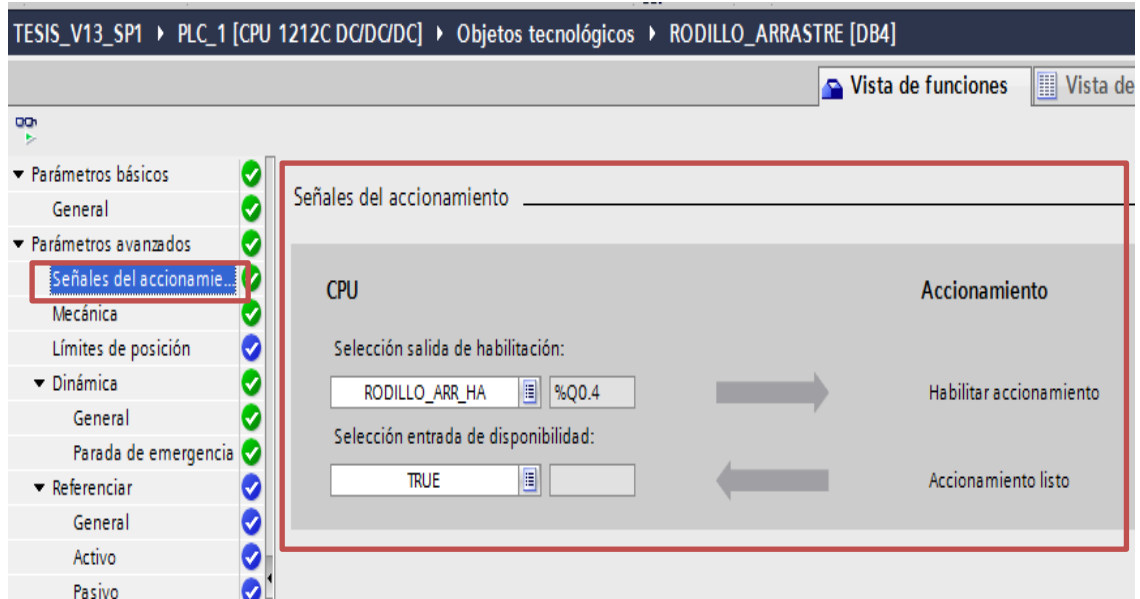 TESIS_V13_SP1 ▸ PLC_1 [CPU 1212C DC/DC/DC] ▸ Objetos tecnológicos ▸ RODILLO_ARRASTRE [DB4]
Vista de funciones
Vista de
Parámetros básicos
General
Parámetros avanzados
Señales del accionamie...
Mecánica
Límites de posición
Dinámica
General
Parada de emergencia
Referenciar
General
Activo
Pasivo
Señales del accionamiento
CPU Accionamiento
Selección salida de habilitación:
RODILLO_ARR_HA %Q0.4 Habilitar accionamiento
Selección entrada de disponibilidad:
TRUE Accionamiento listo